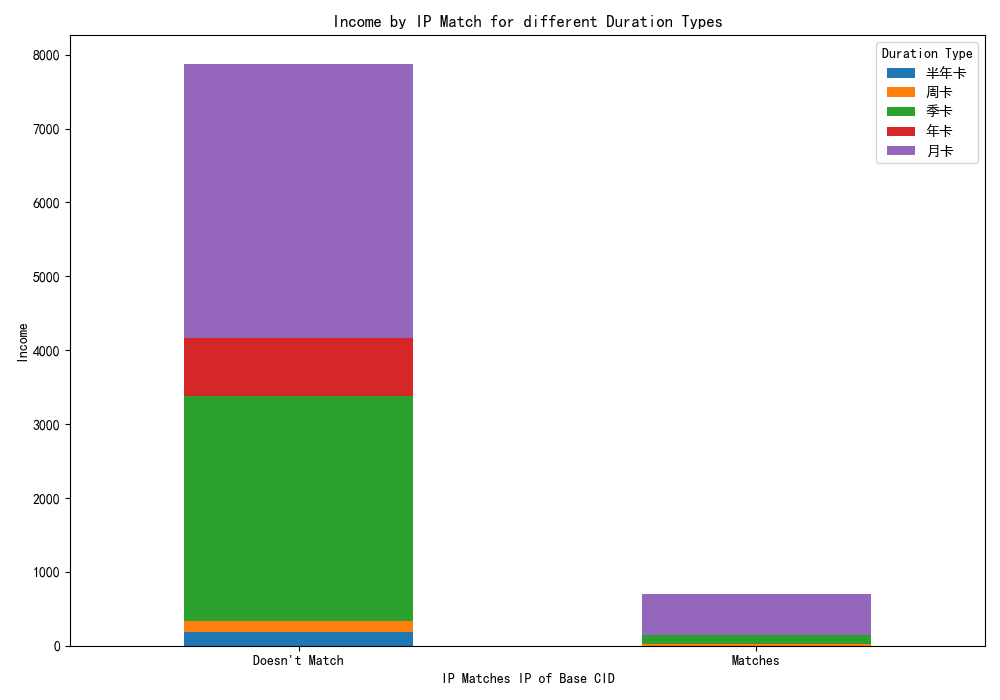 Income by IP Match for different Duration Types
Duration Type
半年卡
周卡
季卡
年卡
月卡
8000
7000
6000
5000
4000
3000
2000
1000
0
Income
Doesn't Match
Matches
IP Matches IP of Base CID